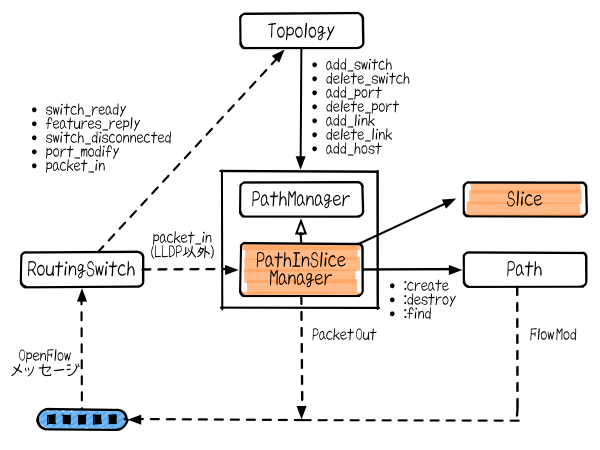 Topology
• add_switch
• delete_switch
• add_port
• delete_port
• add_link
• delete_link
• add_host
• switch_ready
• features_reply
• switch_disconnected
• port_modify
• packet_in
PathManager
Slice
packet_in
(LLDP以外)
RoutingSwitch
PathInSlice
Manager
Path
• :create
• :destroy
• :find
PacketOut
FlowMod
OpenFlow
メッセージ